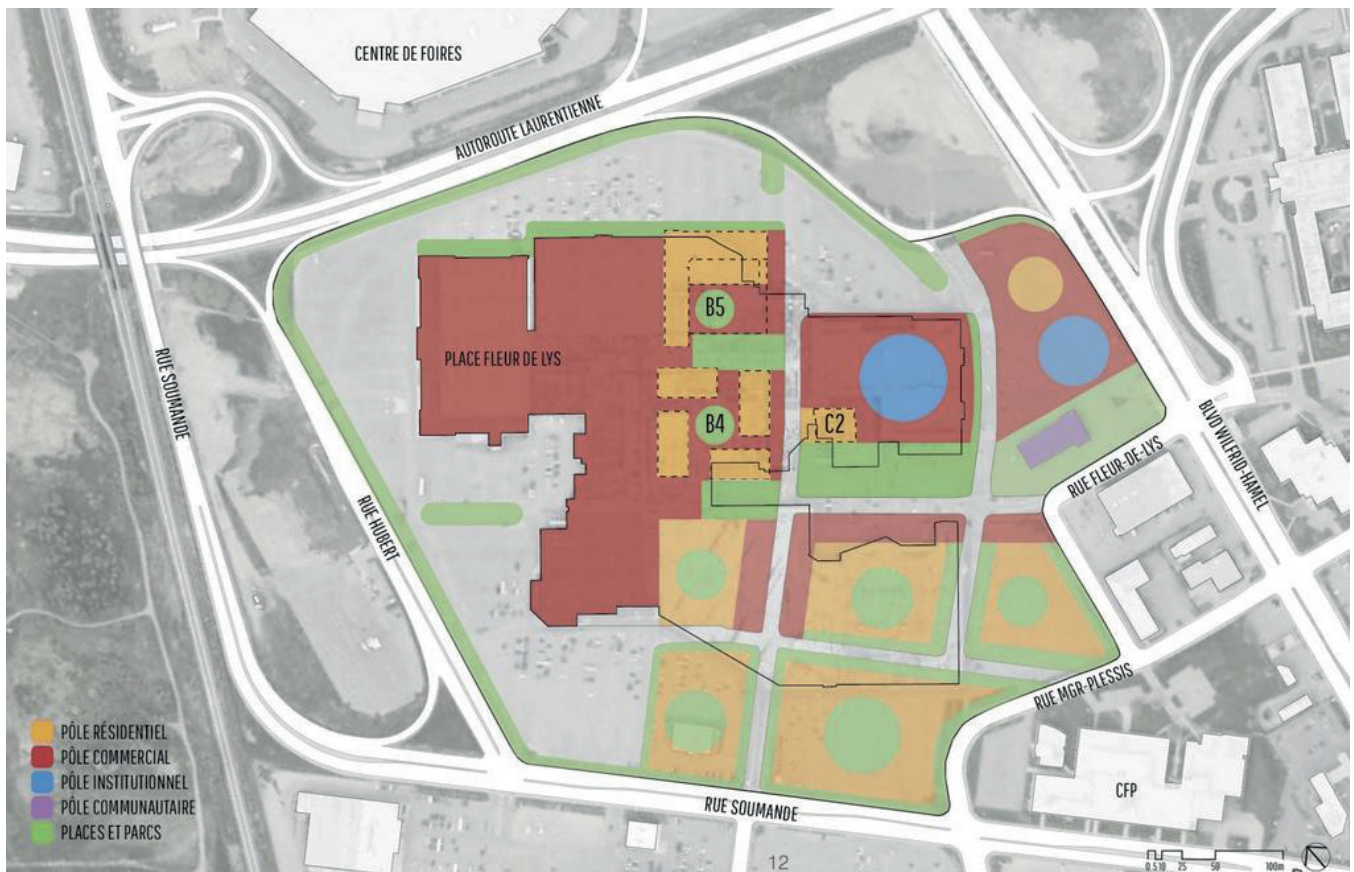 CENTRE DE FOIRES
AUTOROUTE LAURENTIENNE
B5
PLACE FLEUR DE LYS
RUE SOUMANDE
B4
C2
BLVD WILFRID-HAMEL
RUE FLEUR-DE-LYS
RUE HUBERT
RUE MGR-PLESSIS
PÔLE RÉSIDENTIEL
PÔLE COMMERCIAL
PÔLE INSTITUTIONNEL
PÔLE COMMUNAUTAIRE
PLACES ET PARCS
RUE SOUMANDE
CFP
12
0 5 10 25 50 100m